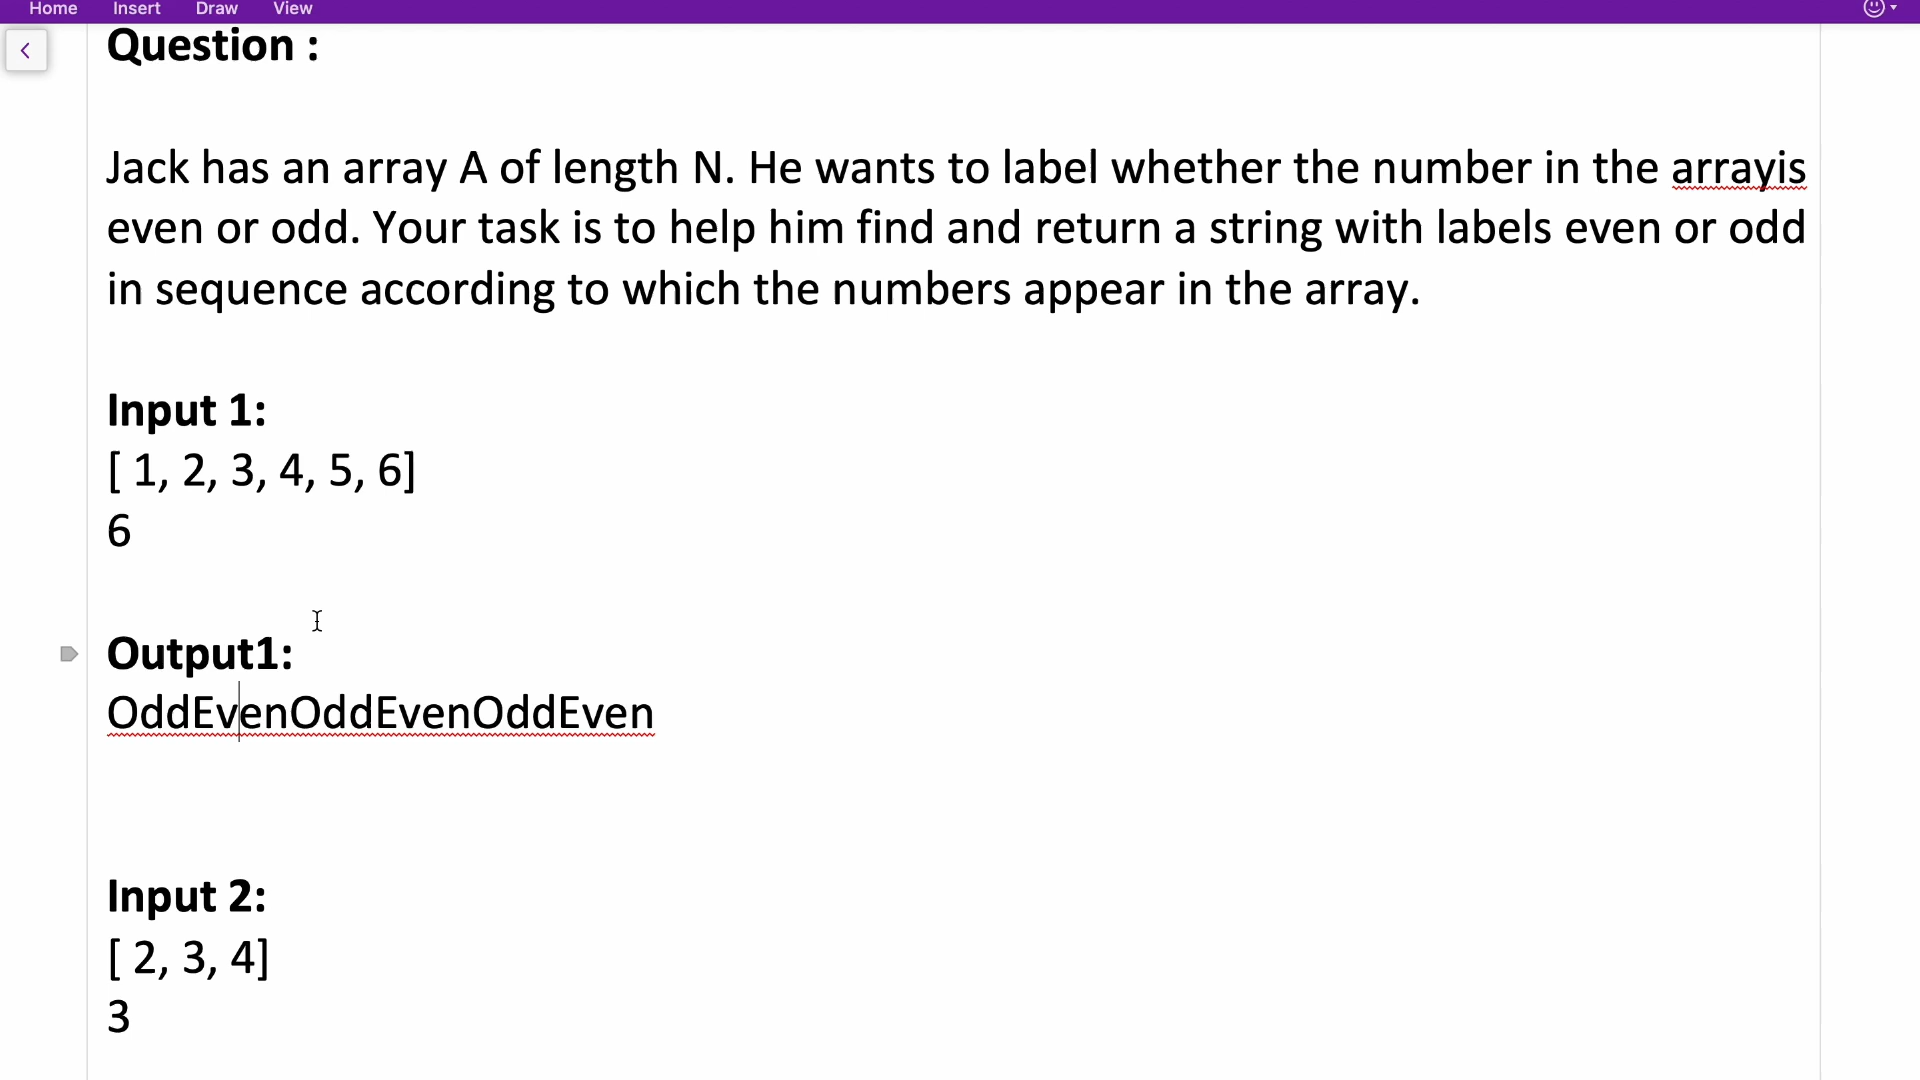 Home Insert Draw View
Question :
Jack has an array A of length N. He wants to label whether the number in the arrayis
even or odd. Your task is to help him find and return a string with labels even or odd
in sequence according to which the numbers appear in the array.
Input 1:
[ 1, 2, 3, 4, 5, 6]
6
Output1:
OddEvenOddEvenOddEven
Input 2:
[ 2, 3, 4]
3